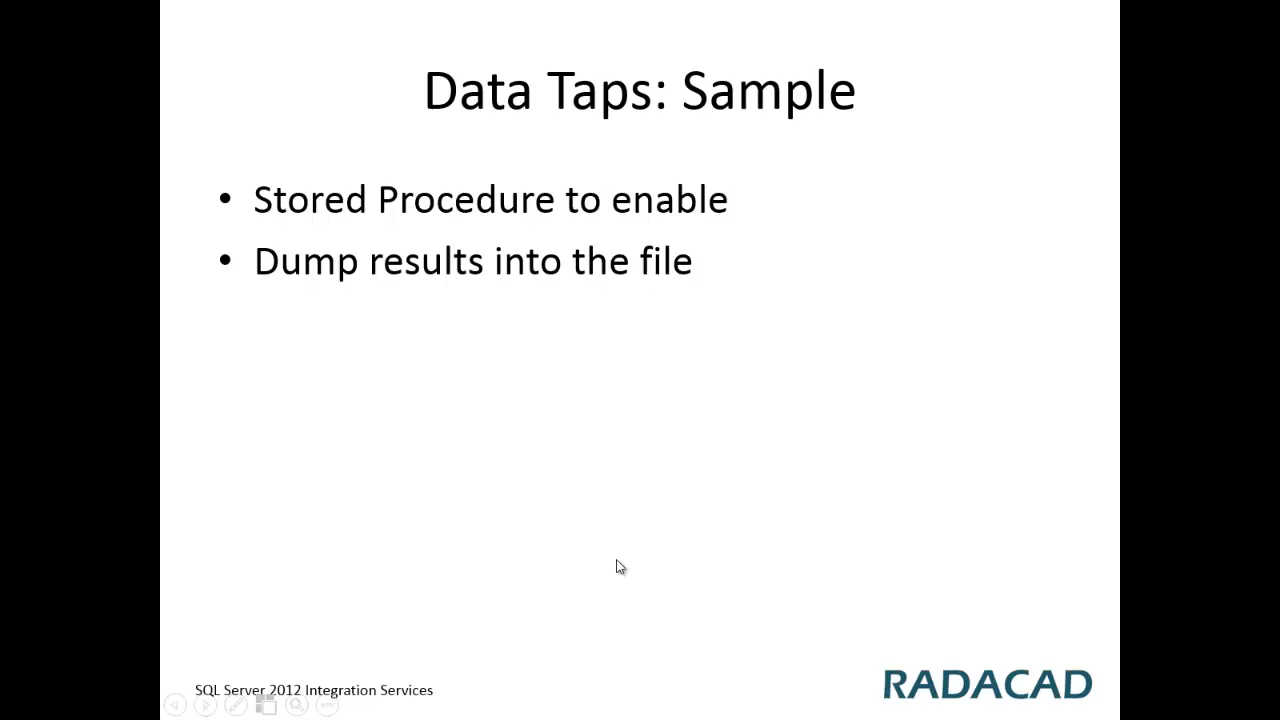 Data Taps: Sample
• Stored Procedure to enable
• Dump results into the file
SQL Server 2012 Integration Services
RADACAD